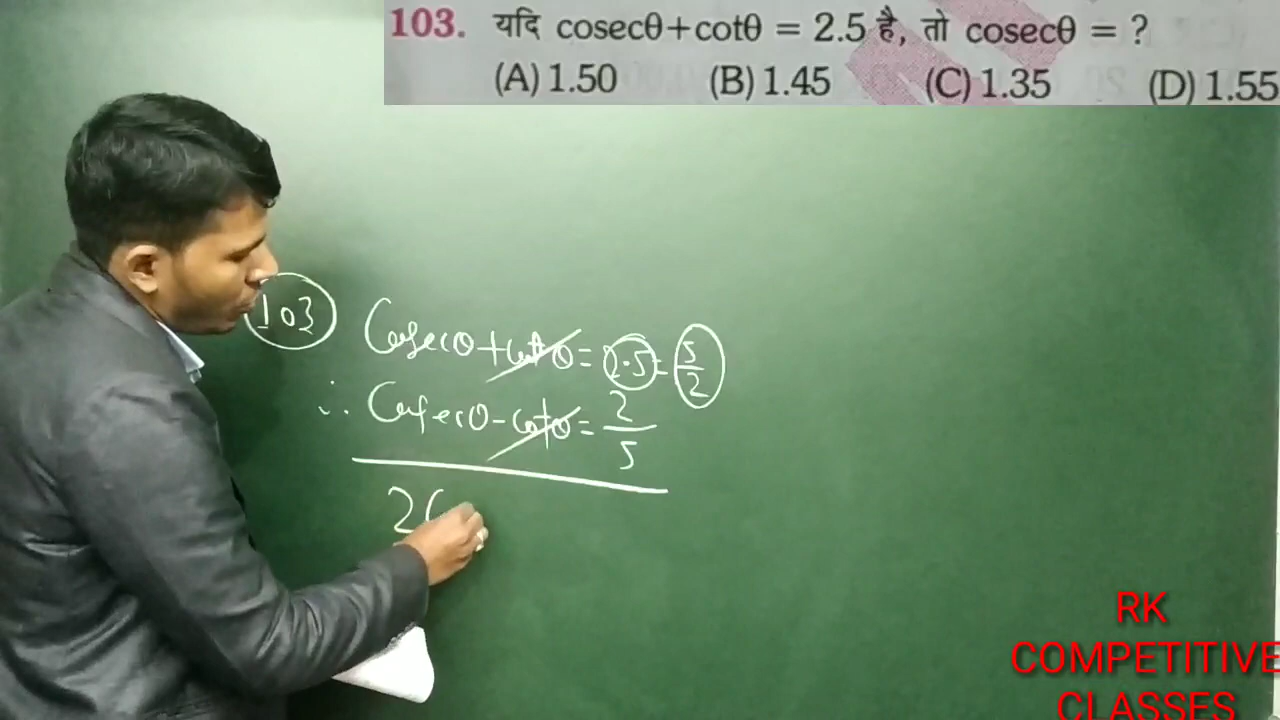 103. यदि cosecθ+cotθ = 2.5 है, तो cosecθ = ?
(A) 1.50 (B) 1.45 (C) 1.35 (D) 1.55
103 Cosecθ+cotθ = 2.5 = 5/2
∴ Cosecθ-cotθ = 2/5
2C
RK
COMPETITIVE
CLASSES